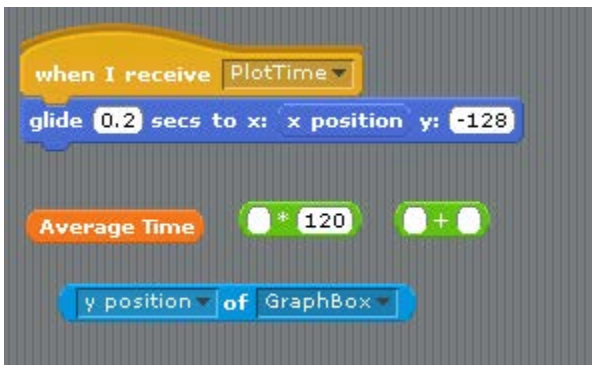 when I receive PlotTime
glide 0.2 secs to x: x position y: -128
Average Time * 120 +
y position of GraphBox